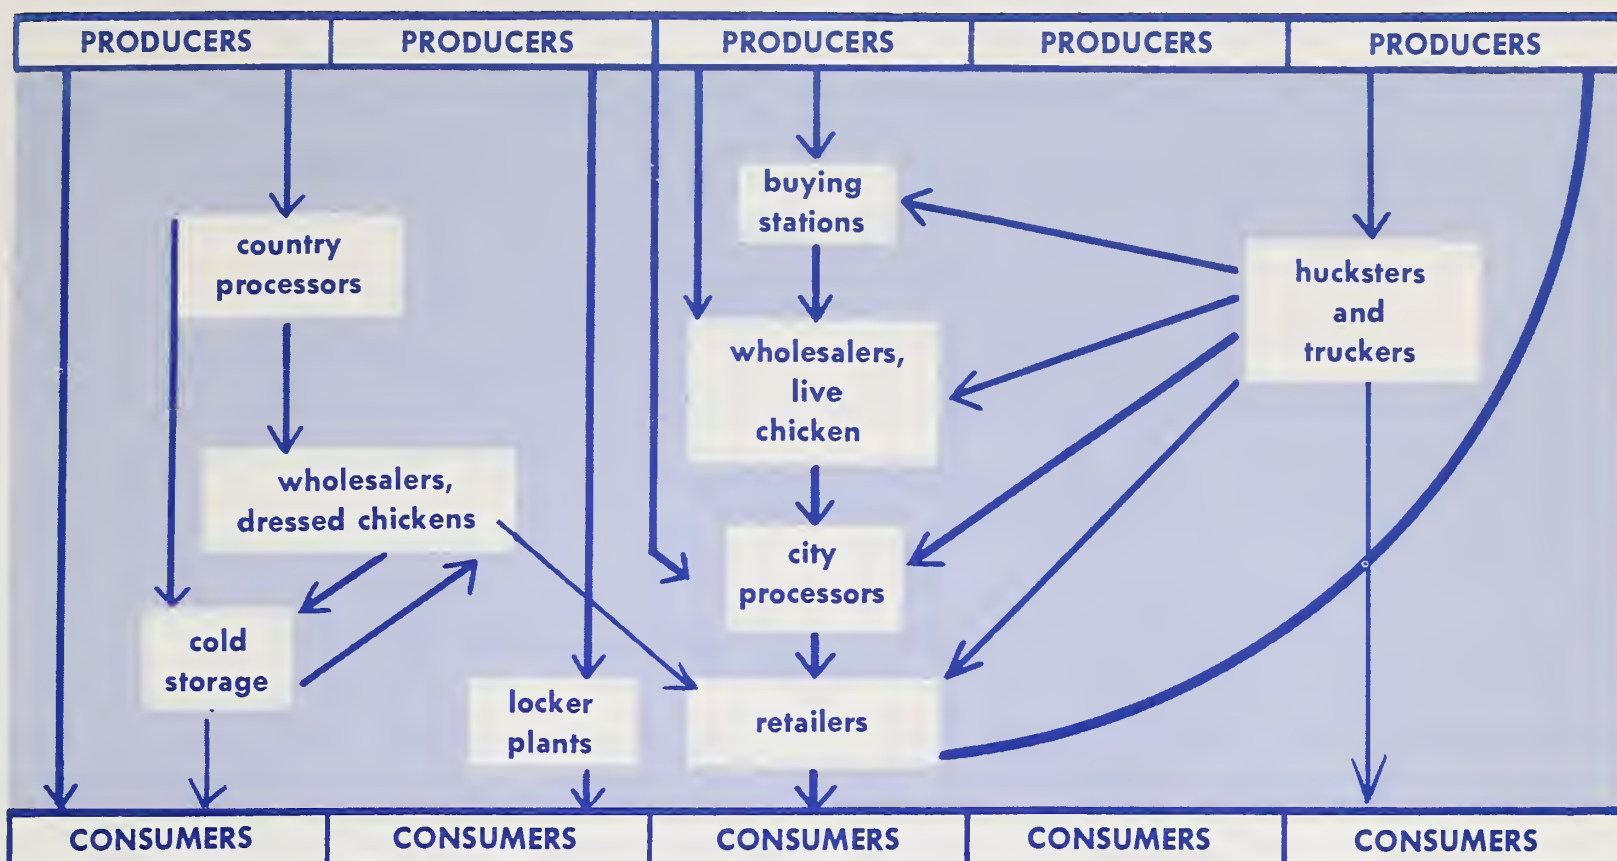 PRODUCERS PRODUCERS PRODUCERS PRODUCERS PRODUCERS
buying
stations
country
processors
hucksters
and
truckers
wholesalers,
live
chicken
wholesalers,
dressed chickens
city
processors
cold
storage
locker
plants
retailers
CONSUMERS CONSUMERS CONSUMERS CONSUMERS CONSUMERS